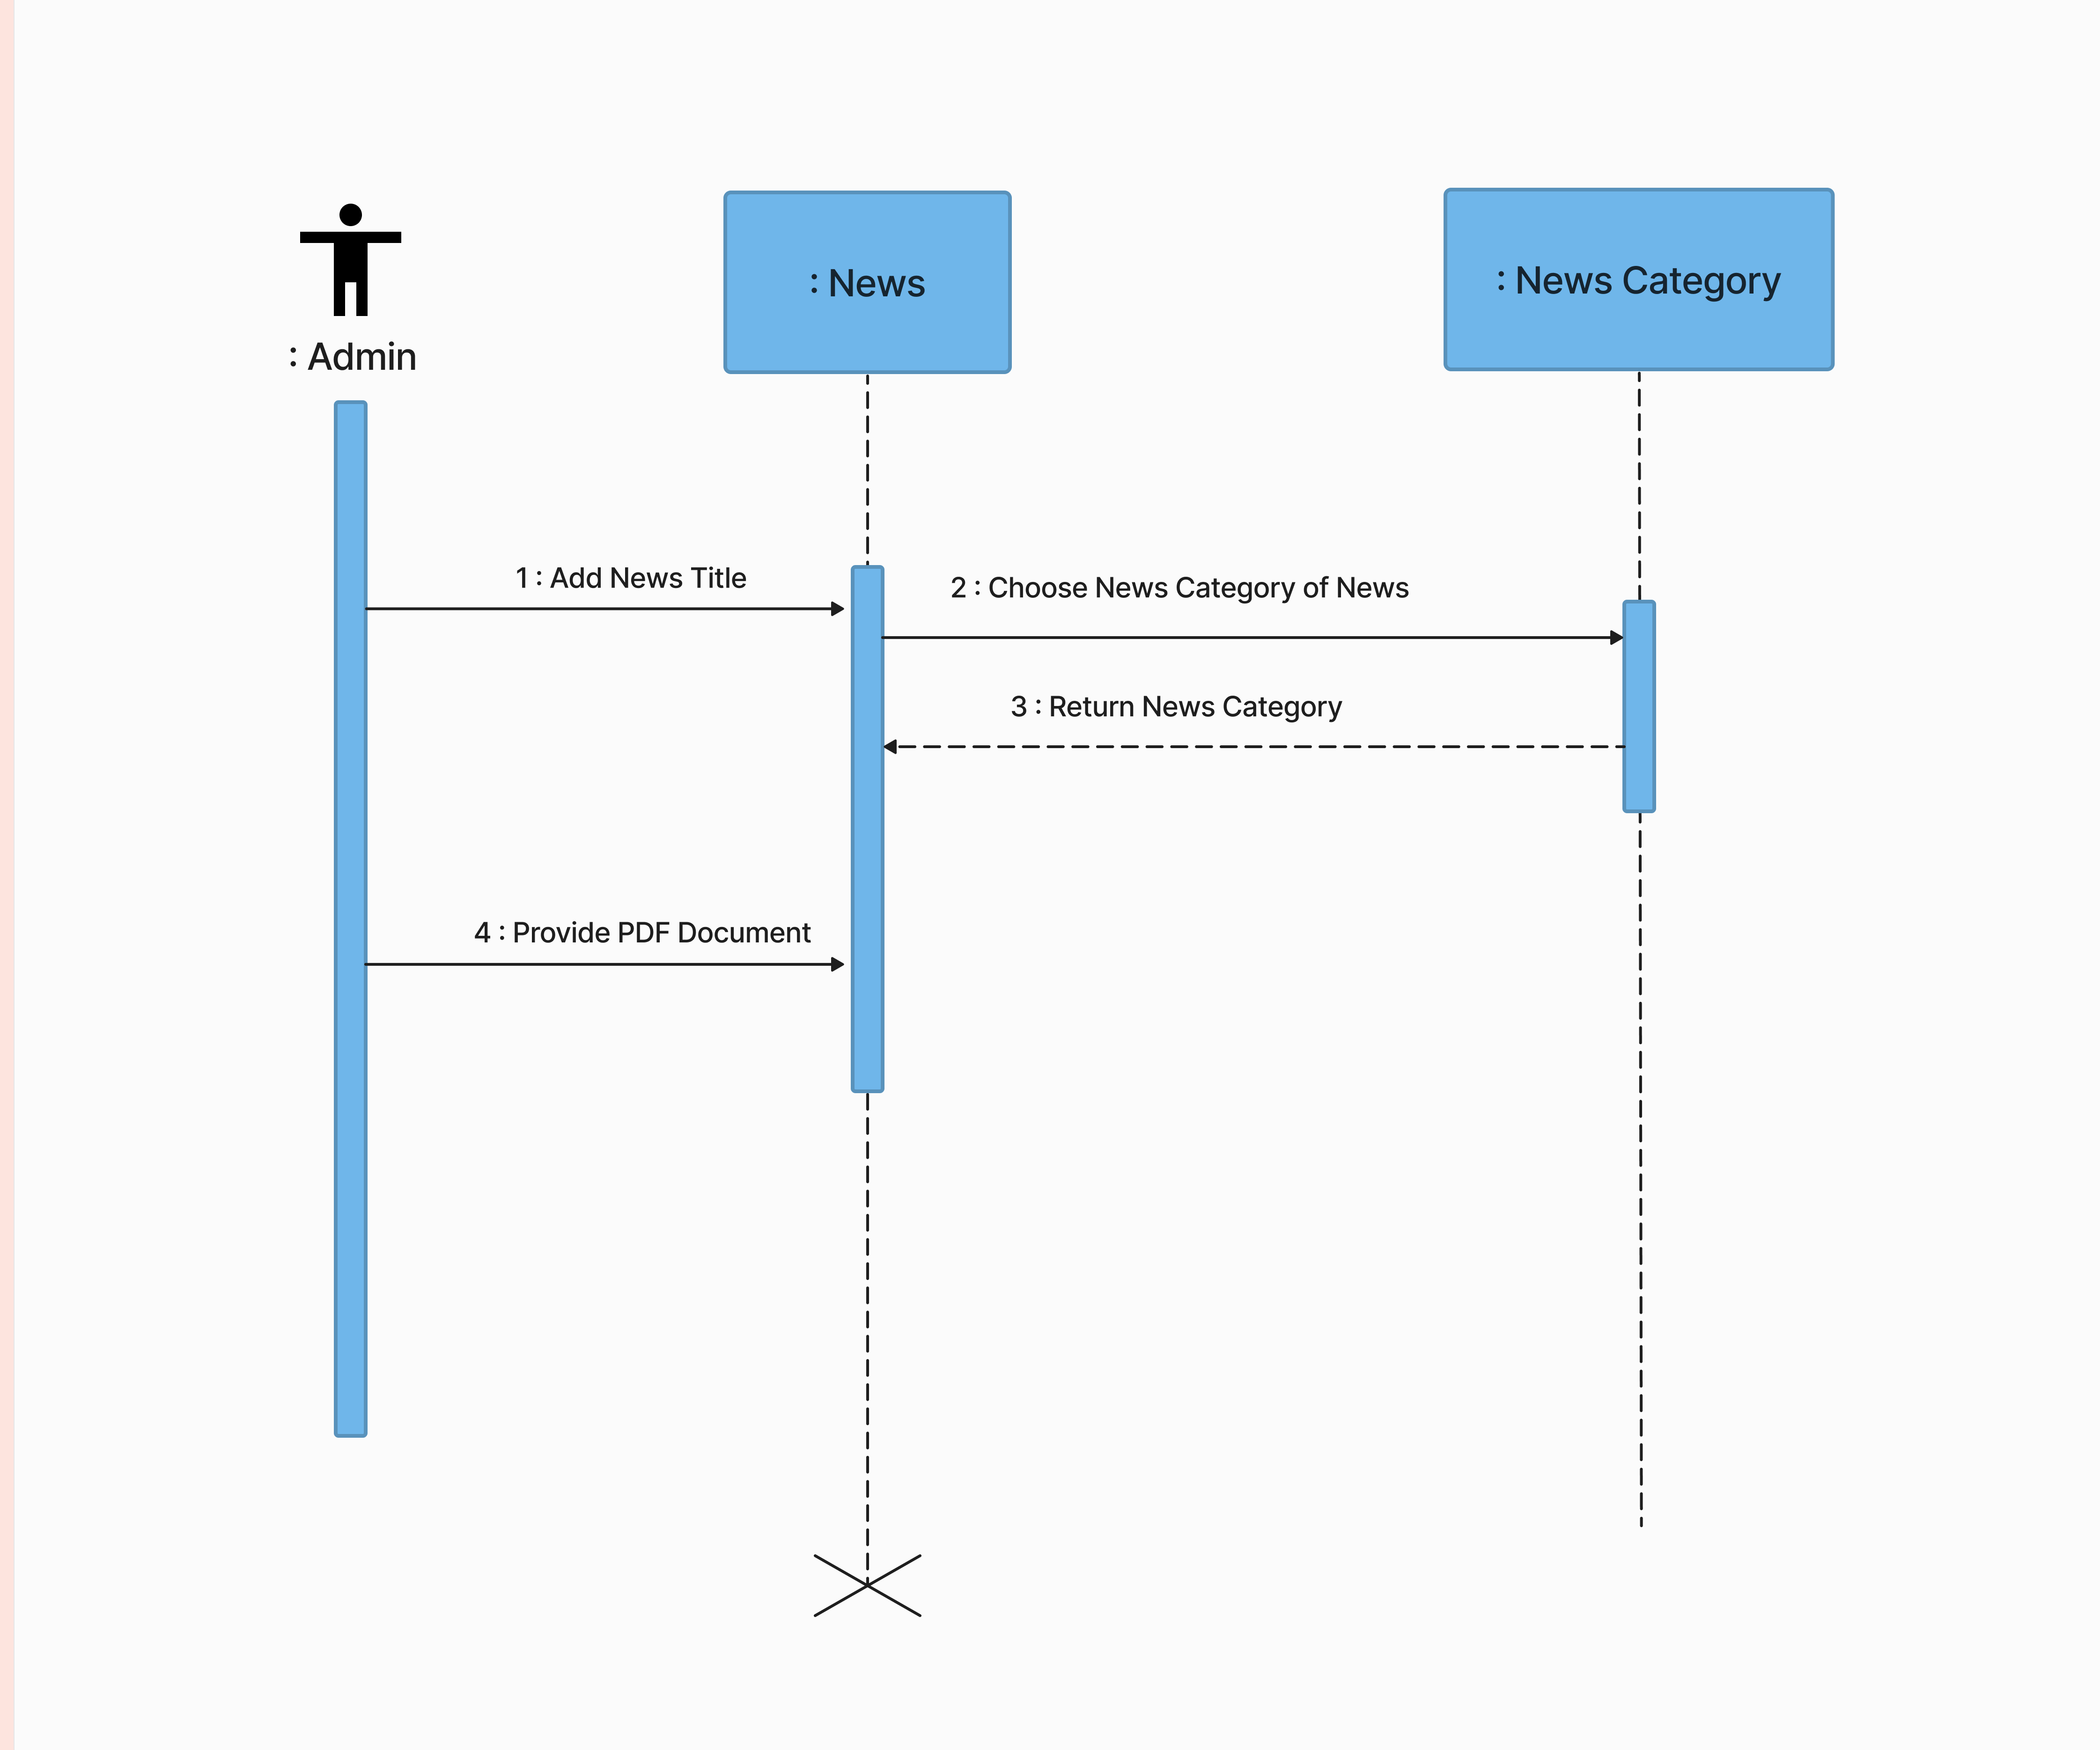 : Admin
: News
: News Category
1 : Add News Title
2 : Choose News Category of News
3 : Return News Category
4 : Provide PDF Document